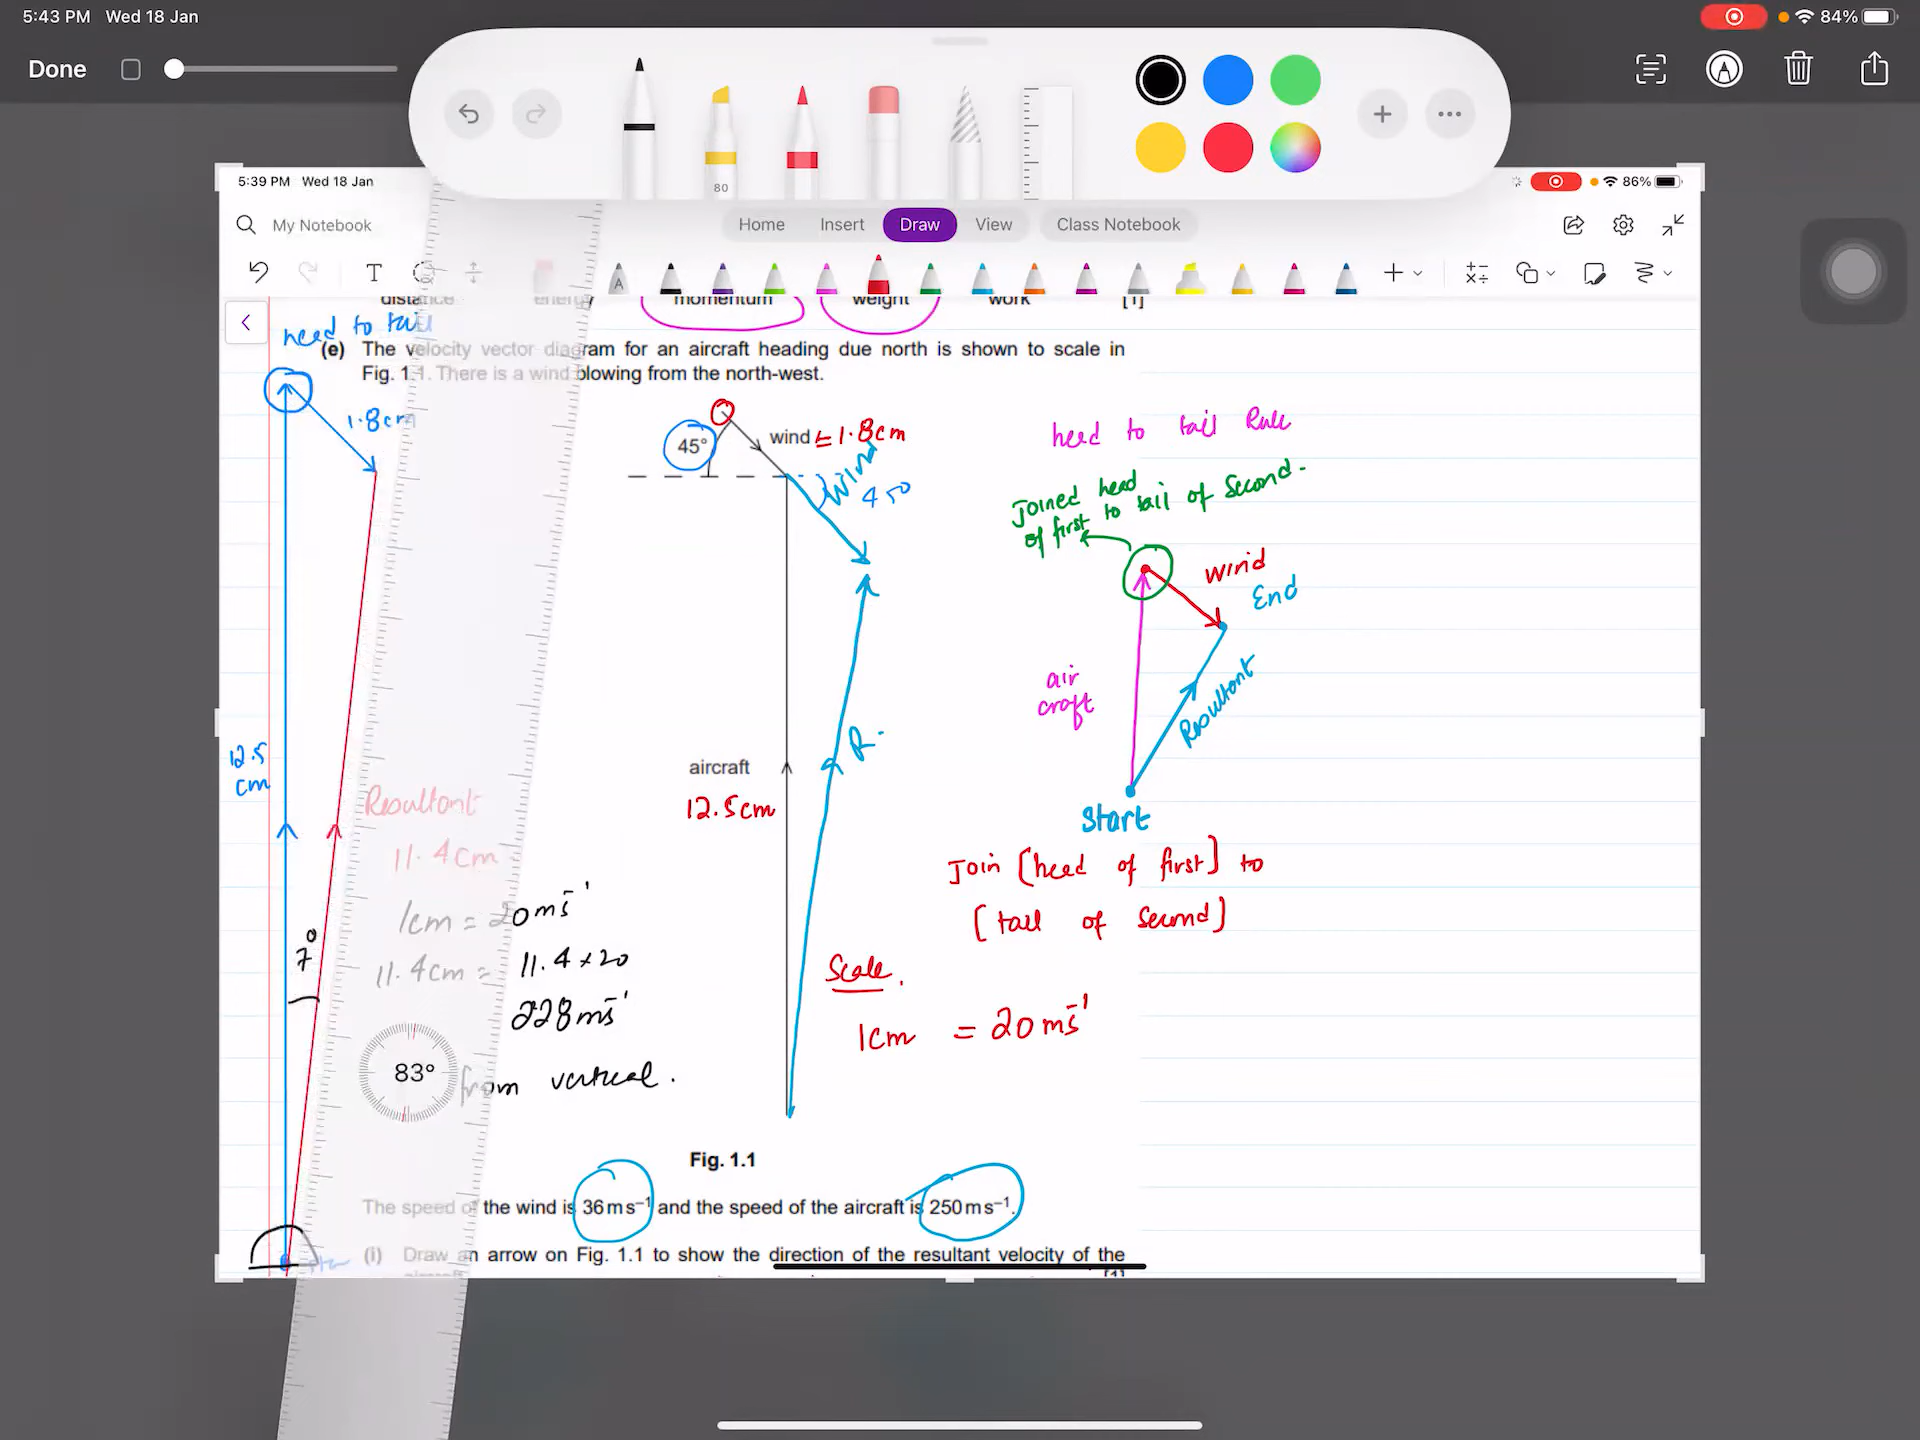 5:43 PM Wed 18 Jan
84%
Done
80
5:39 PM Wed 18 Jan
86%
My Notebook
Home Insert Draw View Class Notebook
T
A
distance energy momentum weight work [1]
head to tail
(e) The velocity vector diagram for an aircraft heading due north is shown to scale in
Fig. 1.1. There is a wind blowing from the north-west.
1.8cm
45°
wind = 1.8cm
wind
450
head to tail Rule
Joined head
of first to tail of Second.
wind
End
air
craft
Resultant
Start
R.
aircraft
12.5cm
12.5
cm
Resultant
11.4cm
1cm = 20ms⁻¹
11.4cm = 11.4×20
228ms⁻¹
7°
83°
from vertical.
Join [head of first] to
[tail of second]
Scale.
1cm = 20ms⁻¹
Fig. 1.1
The speed of the wind is 36ms⁻¹ and the speed of the aircraft is 250ms⁻¹.
(i) Draw an arrow on Fig. 1.1 to show the direction of the resultant velocity of the